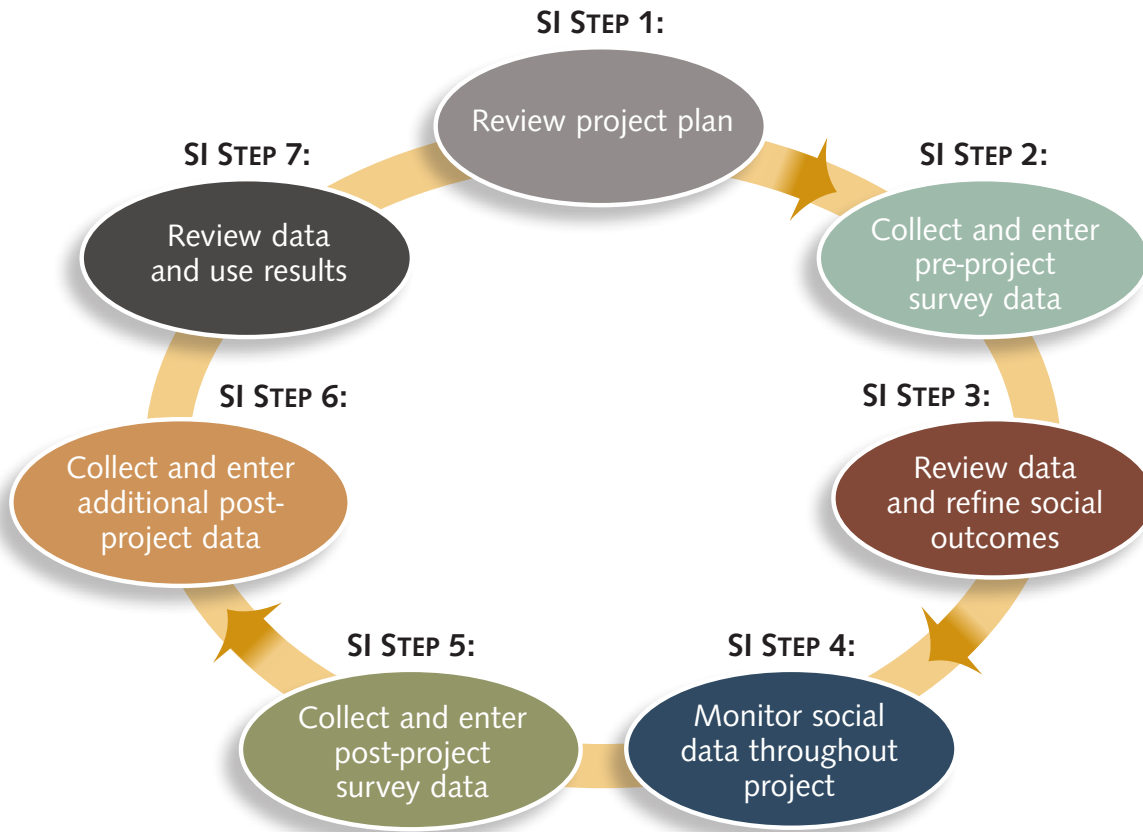 SI STEP 1:
Review project plan
SI STEP 2:
Collect and enter
pre-project
survey data
SI STEP 3:
Review data
and refine social
outcomes
SI STEP 4:
Monitor social
data throughout
project
SI STEP 5:
Collect and enter
post-project
survey data
SI STEP 6:
Collect and enter
additional post-
project data
SI STEP 7:
Review data
and use results